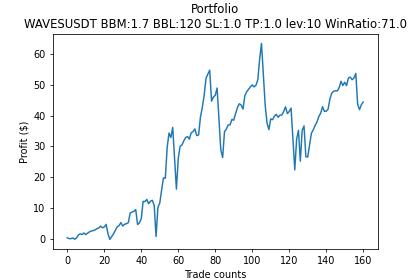 Portfolio
WAVESUSDT BBM:1.7 BBL:120 SL:1.0 TP:1.0 lev:10 WinRatio:71.0
60
50
40
30
20
10
0
Profit ($)
0 20 40 60 80 100 120 140 160
Trade counts